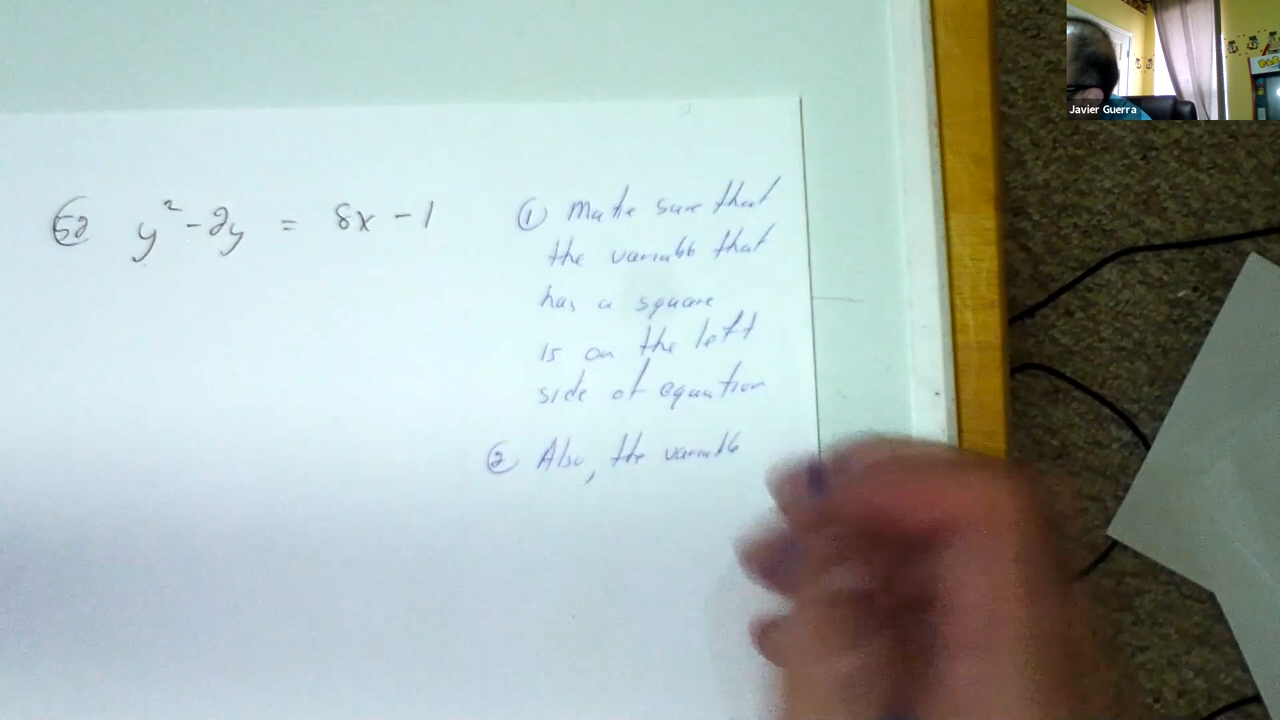 52 y² - 2y = 8x - 1
① Make sure that
the variable that
has a square
is on the left
side of equation
② Also, the variable
Javier Guerra